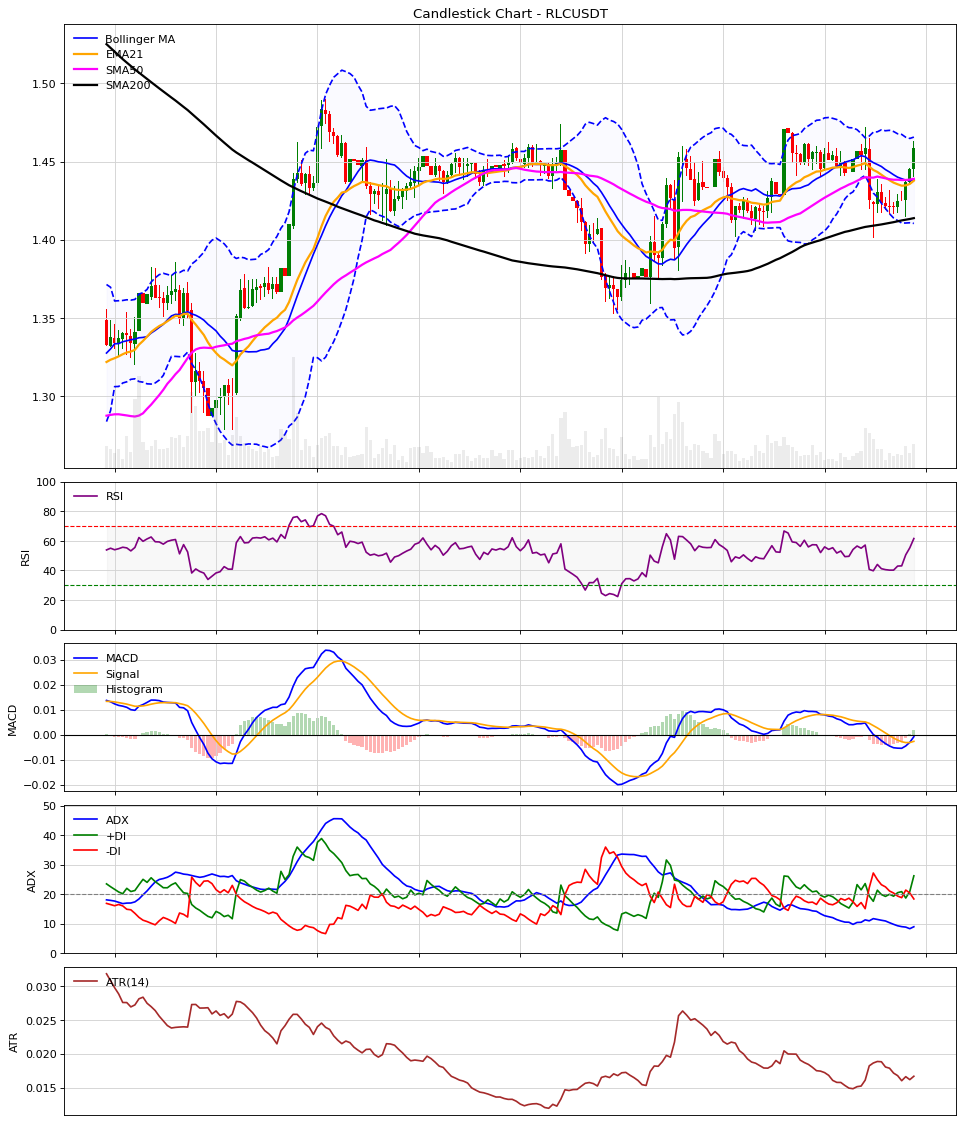 Candlestick Chart - RLCUSDT
Bollinger MA
EMA21
SMA50
SMA200
1.50
1.45
1.40
1.35
1.30
RSI
RSI
100
80
60
40
20
0
MACD
Signal
Histogram
MACD
0.03
0.02
0.01
0.00
−0.01
−0.02
ADX
+DI
-DI
ADX
50
40
30
20
10
0
ATR(14)
ATR
0.030
0.025
0.020
0.015